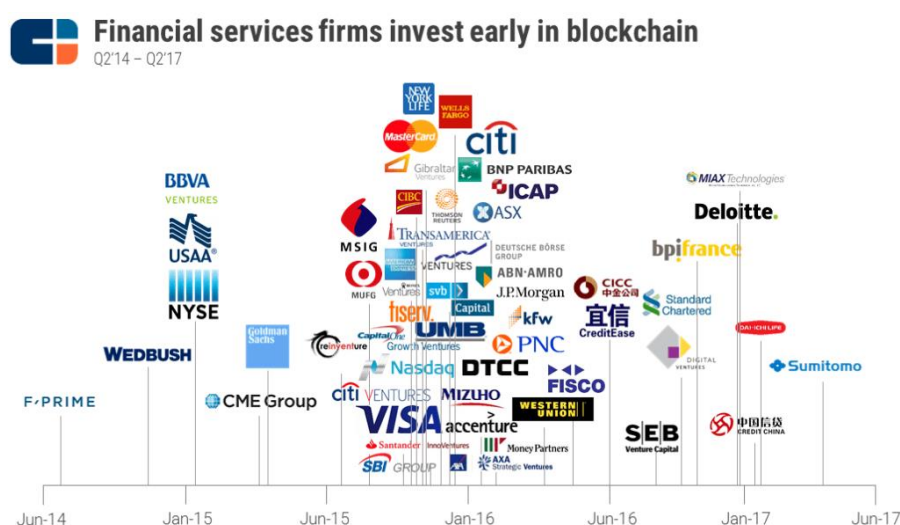 Financial services firms invest early in blockchain
Q2'14 – Q2'17
NEW YORK LIFE
WELLS FARGO
MasterCard
citi
Gibraltar Ventures
BNP PARIBAS
ICAP
BBVA VENTURES
CIBC
THOMSON REUTERS
ASX
MIAX Technologies
Deloitte.
USAA®
MSIG
TRANSAMERICA VENTURES
DEUTSCHE BÖRSE GROUP
bpifrance
VENTURES
ABN·AMRO
MUFG
Ventures
svb
J.P.Morgan
CICC
中金公司
NYSE
fiserv.
Capital
kfw
宜信
CreditEase
Standard Chartered
Goldman Sachs
reinventure
CapitalOne
Growth Ventures
UMB
PNC
DAI-ICHI LIFE
WEDBUSH
Nasdaq
DTCC
FISCO
DIGITAL VENTURES
Sumitomo
F-PRIME
CME Group
citi VENTURES
MIZUHO
WESTERN UNION
VISA
accenture
SEB
Venture Capital
中国信贷
CREDIT CHINA
Santander InnoVentures
Money Partners
SBI GROUP
AXA
AXA Strategic Ventures
Jun-14 Jan-15 Jun-15 Jan-16 Jun-16 Jan-17 Jun-17